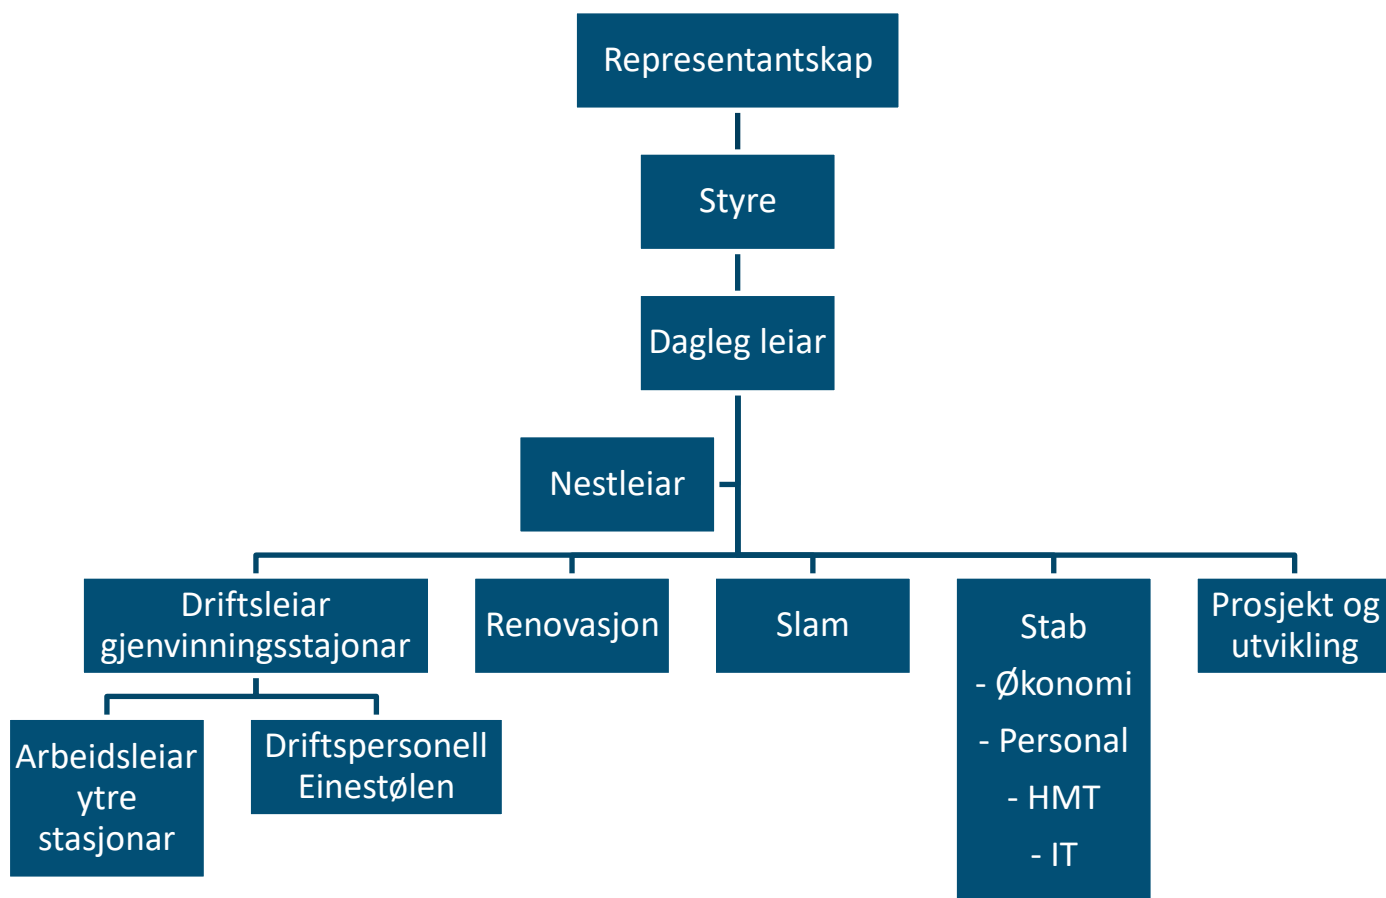 Representantskap
Styre
Dagleg leiar
Nestleiar
Driftsleiar
gjenvinningsstajonar
Renovasjon
Slam
Stab
- Økonomi
- Personal
- HMT
- IT
Prosjekt og
utvikling
Arbeidsleiar
ytre
stasjonar
Driftspersonell
Einestølen